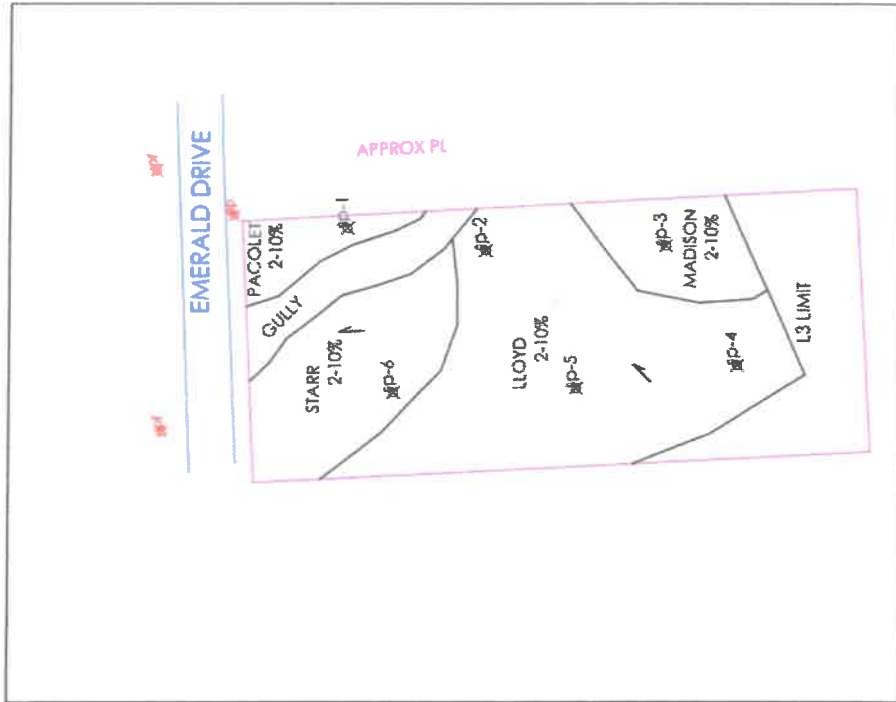 EMERALD DRIVE
APPROX PL
PACOLET
2-10%
p-1
GULLY
p-2
STARR
2-10%
p-6
LLOYD
2-10%
p-5
p-3
MADISON
2-10%
p-4
L3 LIMIT